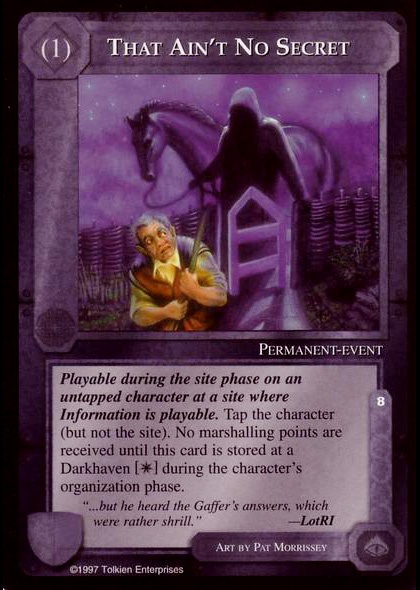 (1)
THAT AIN'T NO SECRET
PERMANENT-EVENT
Playable during the site phase on an
untapped character at a site where
Information is playable. Tap the character
(but not the site). No marshalling points are
received until this card is stored at a
Darkhaven [✷] during the character's
organization phase.
"...but he heard the Gaffer's answers, which
were rather shrill." —LotRI
8
ART BY PAT MORRISSEY
©1997 Tolkien Enterprises